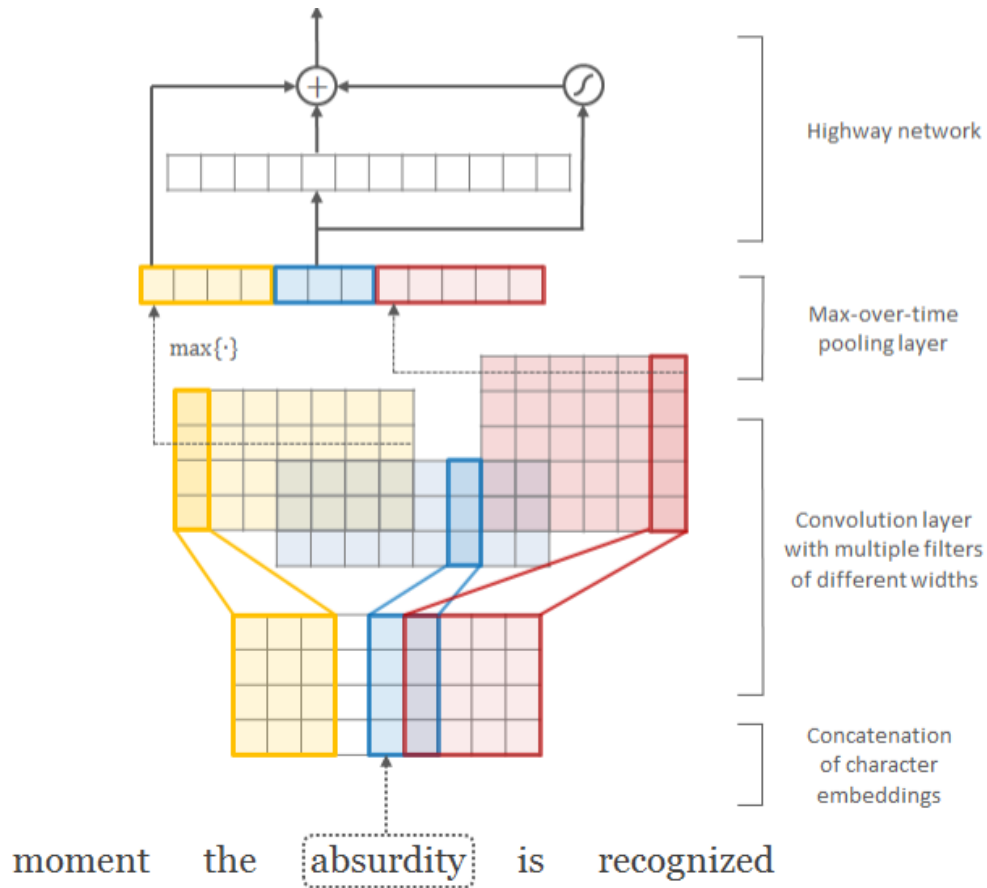 +
Highway network
Max-over-time
pooling layer
max{·}
Convolution layer
with multiple filters
of different widths
Concatenation
of character
embeddings
moment the absurdity is recognized